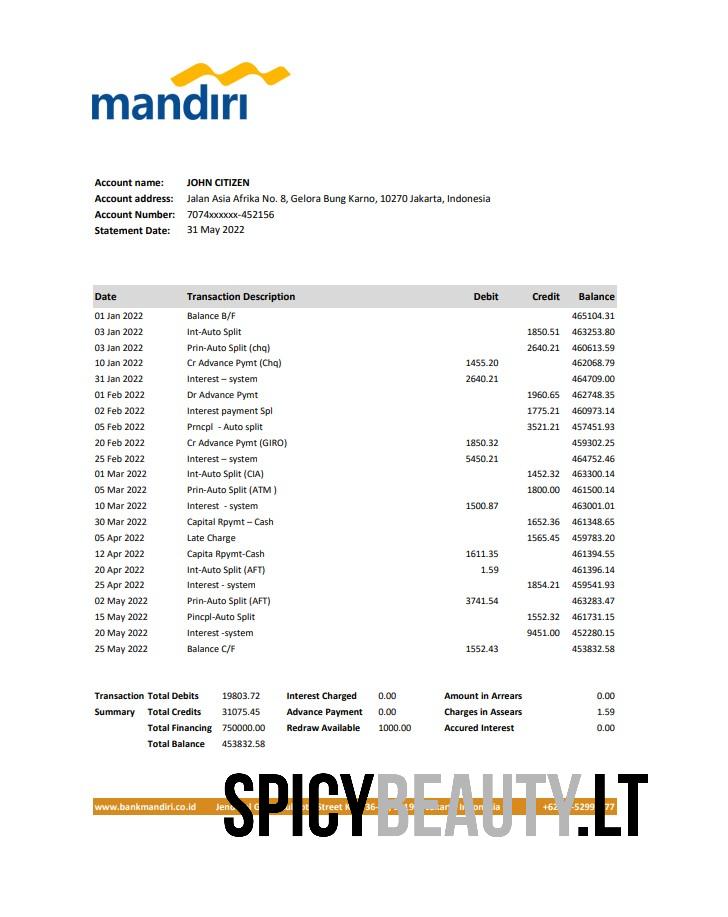 mandırı
Account name: JOHN CITIZEN
Account address: Jalan Asia Afrika No. 8, Gelora Bung Karno, 10270 Jakarta, Indonesia
Account Number: 7074xxxxxx-452156
Statement Date: 31 May 2022
Date Transaction Description Debit Credit Balance
01 Jan 2022 Balance B/F 465104.31
03 Jan 2022 Int-Auto Split 1850.51 463253.80
03 Jan 2022 Prin-Auto Split (chq) 2640.21 460613.59
10 Jan 2022 Cr Advance Pymt (Chq) 1455.20 462068.79
31 Jan 2022 Interest – system 2640.21 464709.00
01 Feb 2022 Dr Advance Pymt 1960.65 462748.35
02 Feb 2022 Interest payment Spl 1775.21 460973.14
05 Feb 2022 Prncpl - Auto split 3521.21 457451.93
20 Feb 2022 Cr Advance Pymt (GIRO) 1850.32 459302.25
25 Feb 2022 Interest – system 5450.21 464752.46
01 Mar 2022 Int-Auto Split (CIA) 1452.32 463300.14
05 Mar 2022 Prin-Auto Split (ATM ) 1800.00 461500.14
10 Mar 2022 Interest - system 1500.87 463001.01
30 Mar 2022 Capital Rpymt – Cash 1652.36 461348.65
05 Apr 2022 Late Charge 1565.45 459783.20
12 Apr 2022 Capita Rpymt-Cash 1611.35 461394.55
20 Apr 2022 Int-Auto Split (AFT) 1.59 461396.14
25 Apr 2022 Interest - system 1854.21 459541.93
02 May 2022 Prin-Auto Split (AFT) 3741.54 463283.47
15 May 2022 Pincpl-Auto Split 1552.32 461731.15
20 May 2022 Interest -system 9451.00 452280.15
25 May 2022 Balance C/F 1552.43 453832.58
Transaction Total Debits 19803.72 Interest Charged 0.00 Amount in Arrears 0.00
Summary Total Credits 31075.45 Advance Payment 0.00 Charges in Assears 1.59
Total Financing 750000.00 Redraw Available 1000.00 Accured Interest 0.00
Total Balance 453832.58
www.bankmandiri.co.id Street Indonesia
SPICYBEAUTY.LT